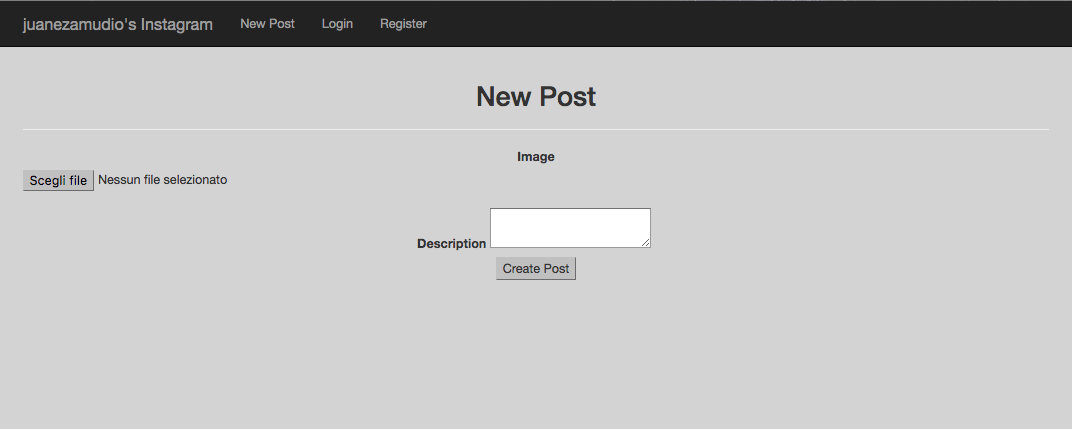 juanezamudio's Instagram New Post Login Register
New Post
Image
Scegli file Nessun file selezionato
Description
Create Post